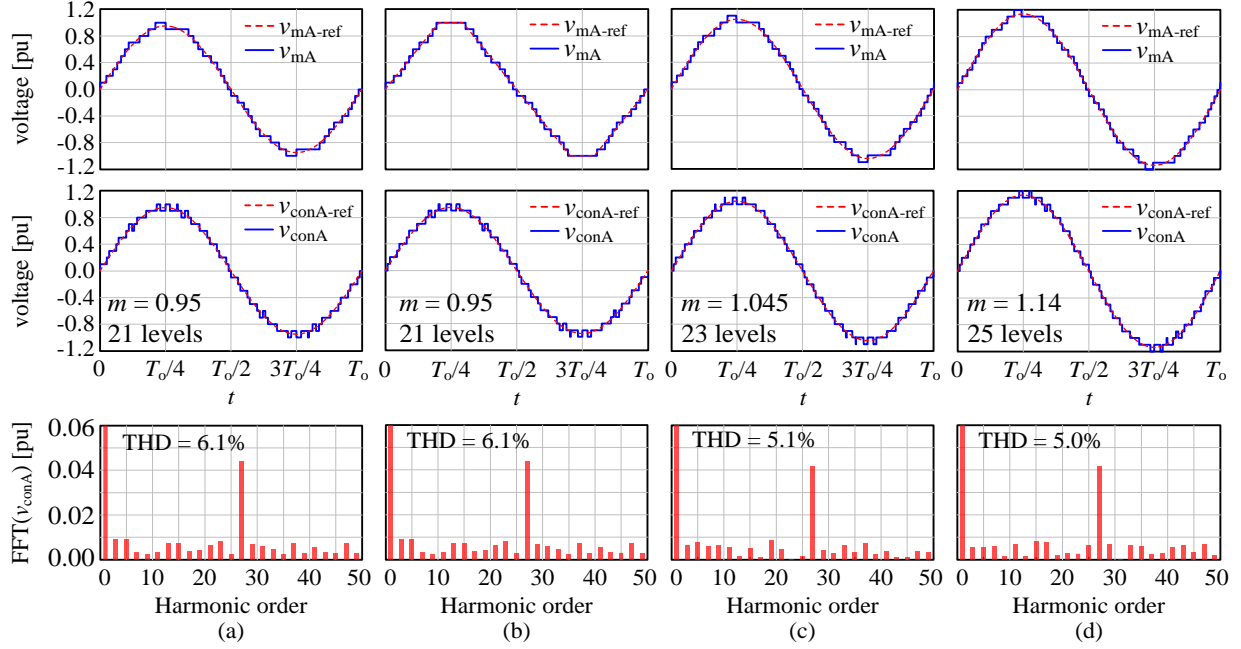 voltage [pu]
1.2
0.8
0.4
0.0
-0.4
-0.8
-1.2
v_mA-ref
v_mA
v_mA-ref
v_mA
v_mA-ref
v_mA
v_mA-ref
v_mA
voltage [pu]
1.2
0.8
0.4
0.0
-0.4
-0.8
-1.2
v_conA-ref
v_conA
m = 0.95
21 levels
v_conA-ref
v_conA
m = 0.95
21 levels
v_conA-ref
v_conA
m = 1.045
23 levels
v_conA-ref
v_conA
m = 1.14
25 levels
0 T_o/4 T_o/2 3T_o/4 T_o
0 T_o/4 T_o/2 3T_o/4 T_o
0 T_o/4 T_o/2 3T_o/4 T_o
0 T_o/4 T_o/2 3T_o/4 T_o
t t t t
FFT(v_conA) [pu]
0.06
0.04
0.02
0.00
THD = 6.1%
THD = 6.1%
THD = 5.1%
THD = 5.0%
0 10 20 30 40 50
0 10 20 30 40 50
0 10 20 30 40 50
0 10 20 30 40 50
Harmonic order Harmonic order Harmonic order Harmonic order
(a) (b) (c) (d)